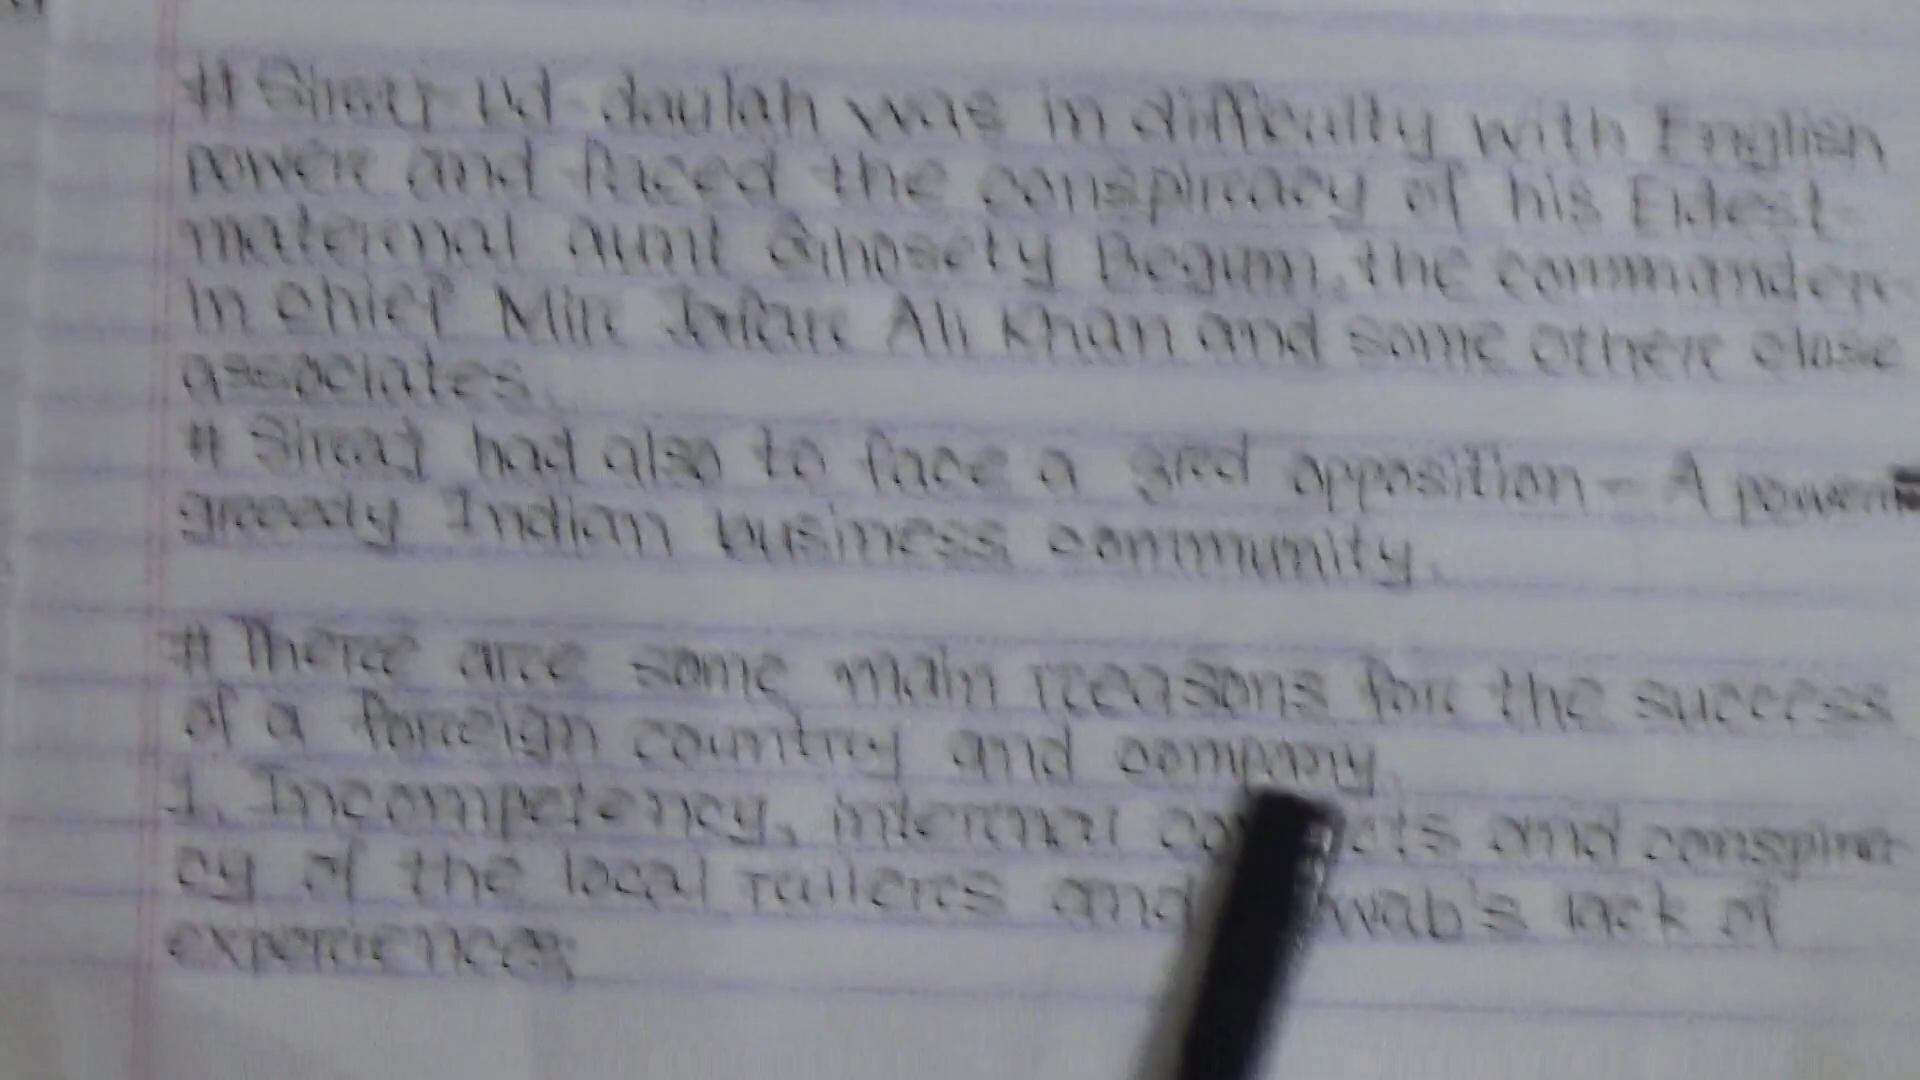 # Siraj Ud-daulah was in difficulty with English
power and faced the conspiracy of his Eldest
maternal aunt Ghosety Begum, the commander
in chief Mir Jafar Ali Khan and some other close
associates.
# Siraj had also to face a 3rd opposition - A
greedy Indian business community.
# There are some main reasons for the success
of a foreign country and company.
1. Incompetency, internal and conspira
cy of the local rulers and lack of
experiences;